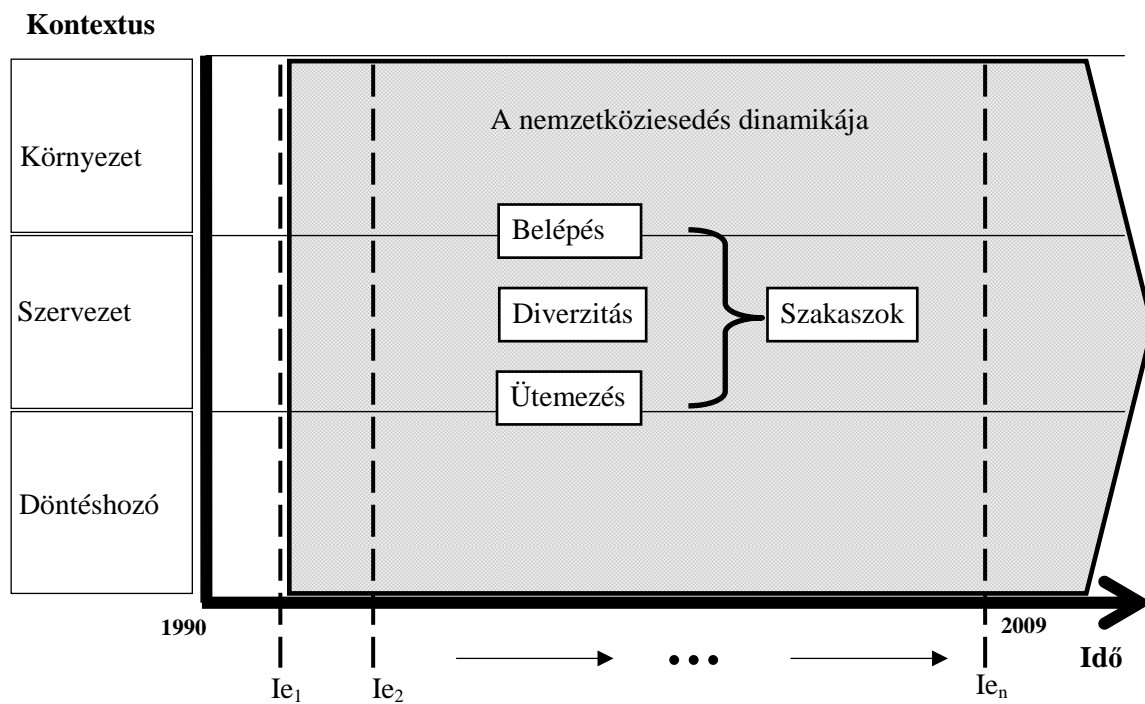 Kontextus
Környezet
Szervezet
Döntéshozó
A nemzetköziesedés dinamikája
Belépés
Diverzitás
Ütemezés
Szakaszok
1990
2009
Idő
•••
Ie1
Ie2
Ien